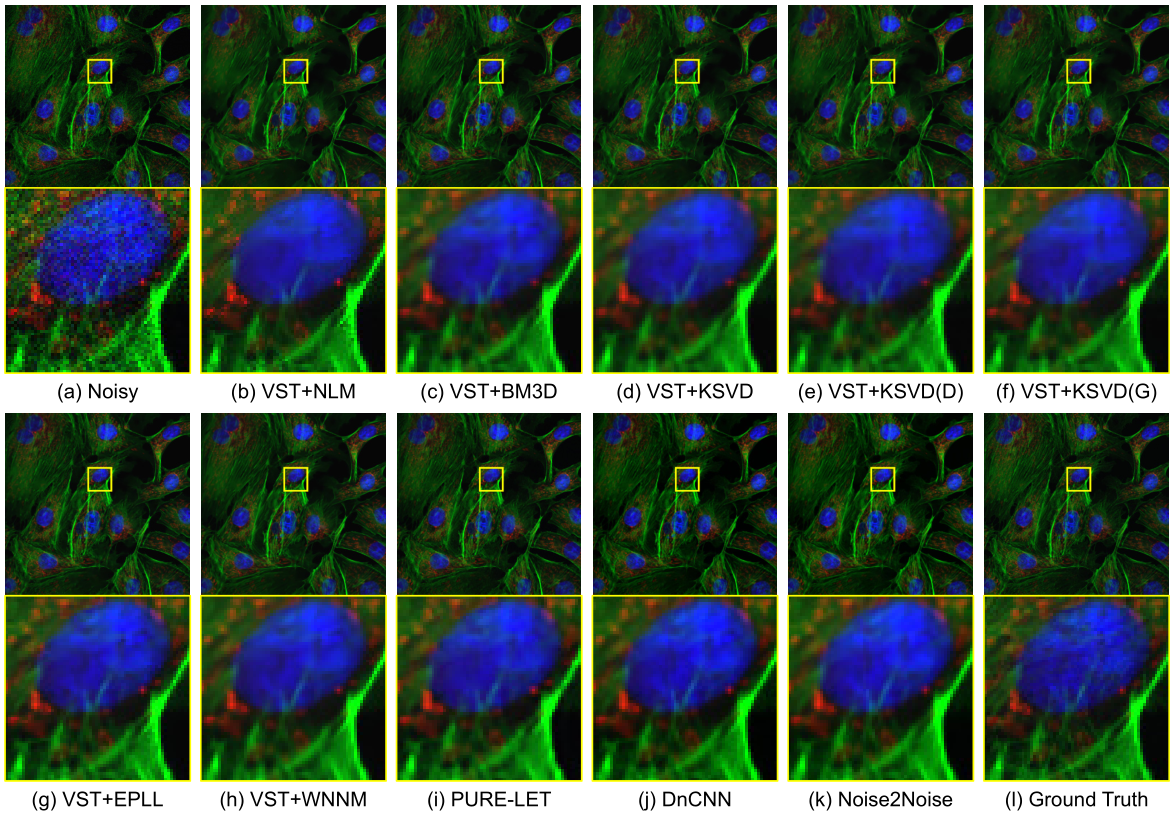 (a) Noisy (b) VST+NLM (c) VST+BM3D (d) VST+KSVD (e) VST+KSVD(D) (f) VST+KSVD(G)
(g) VST+EPLL (h) VST+WNNM (i) PURE-LET (j) DnCNN (k) Noise2Noise (l) Ground Truth